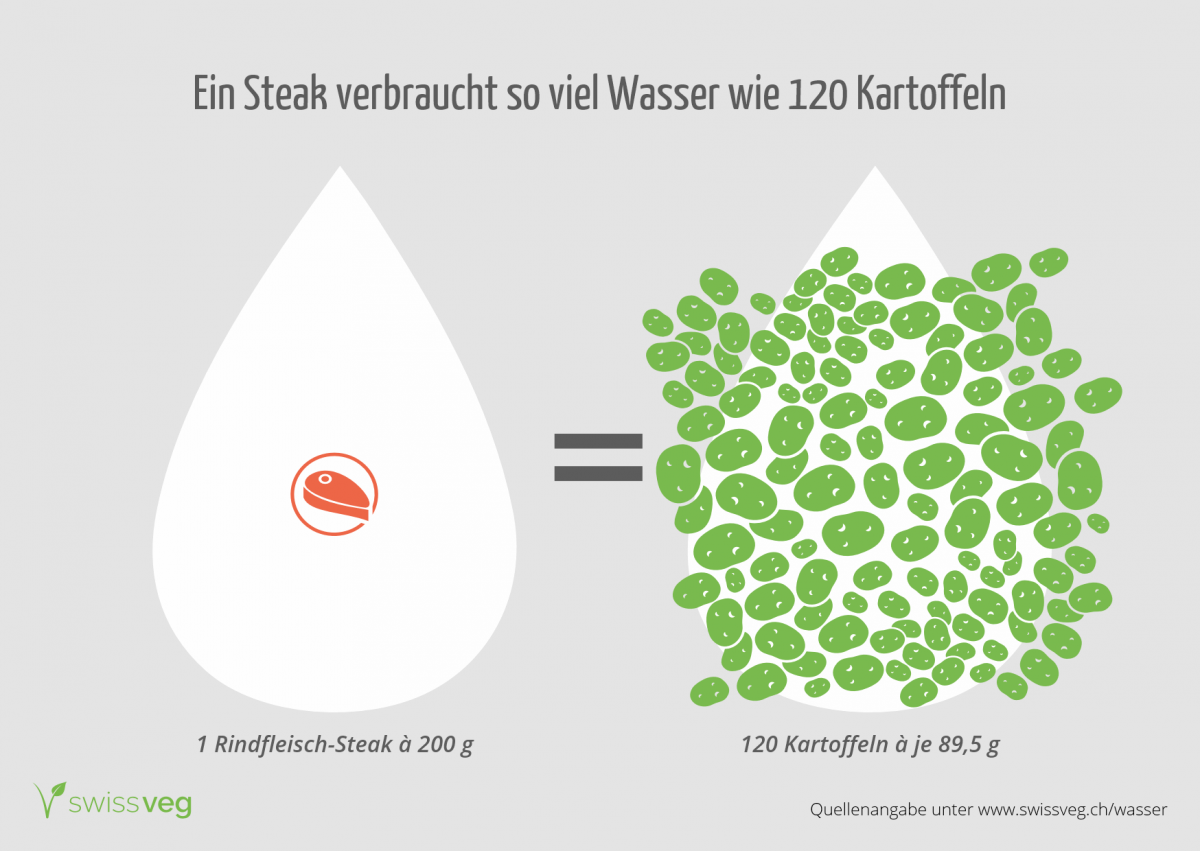 Ein Steak verbraucht so viel Wasser wie 120 Kartoffeln
1 Rindfleisch-Steak à 200 g
120 Kartoffeln à je 89,5 g
swissveg
Quellenangabe unter www.swissveg.ch/wasser